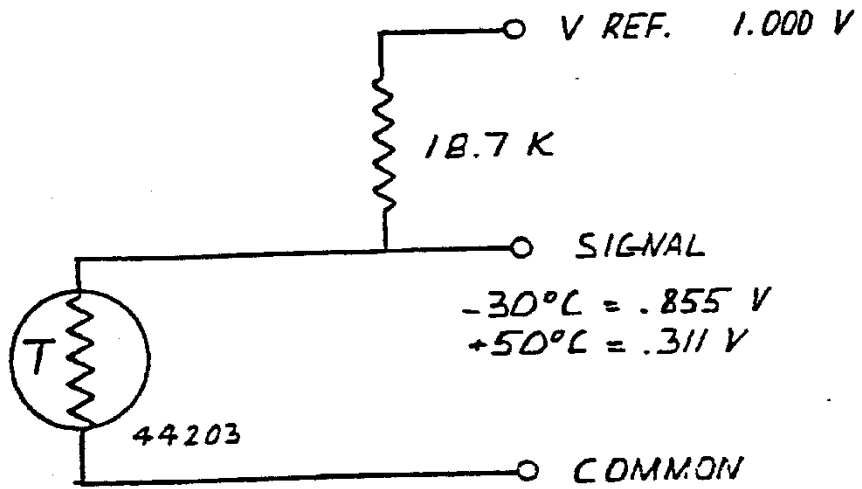 V REF. 1.000 V
18.7 K
SIGNAL
-30°C = .855 V
+50°C = .311 V
T
44203
COMMON